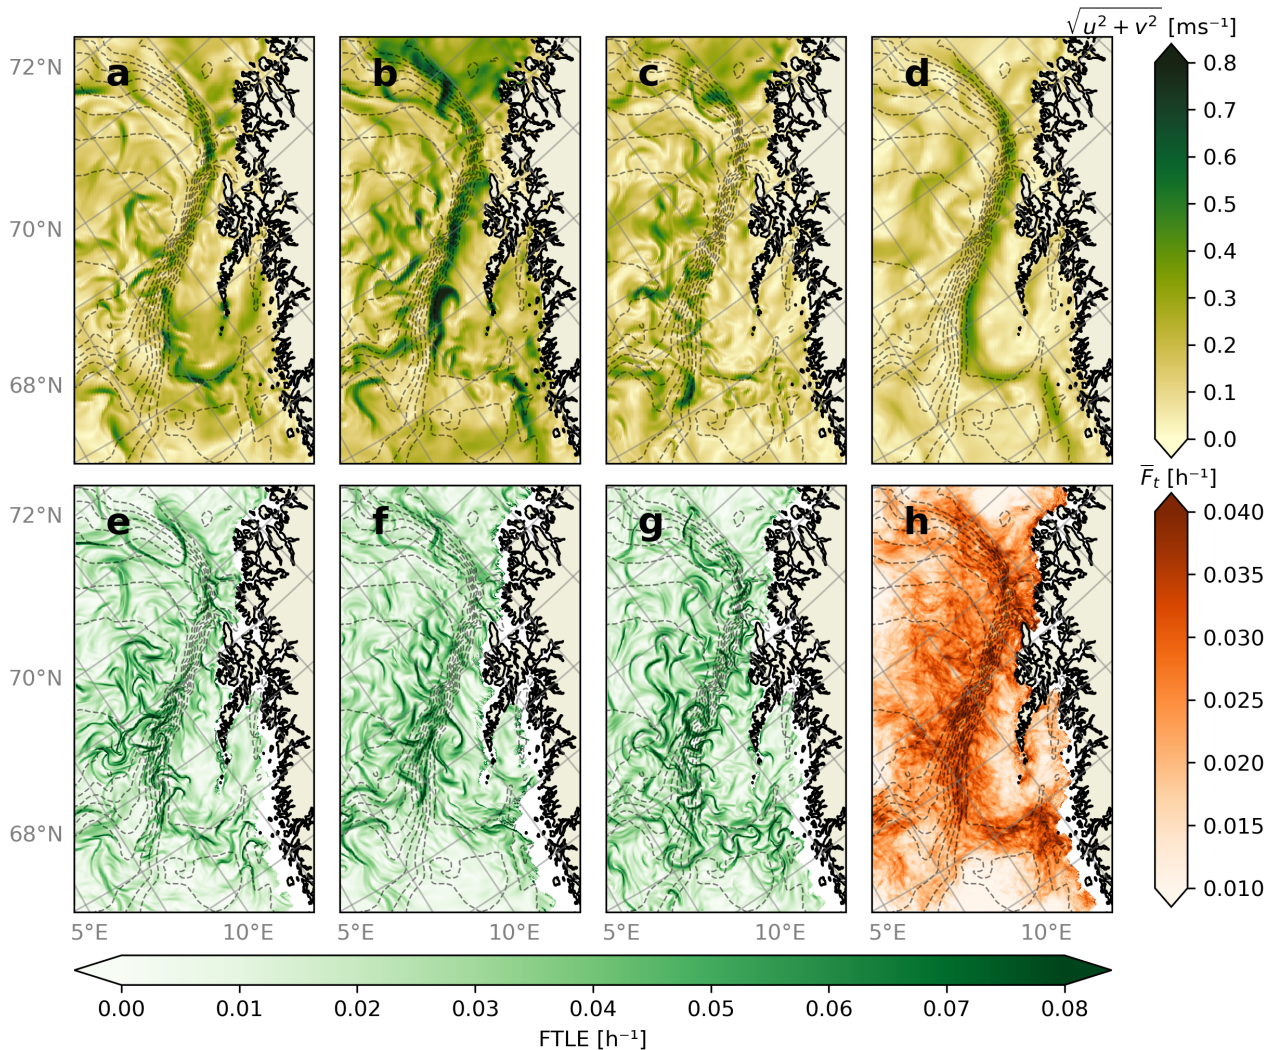 √u² + v² [ms⁻¹]
72°N
a
b
c
d
0.8
0.7
0.6
70°N
0.5
0.4
0.3
0.2
68°N
0.1
0.0
F̅ₜ [h⁻¹]
72°N
e
f
g
h
0.040
0.035
0.030
70°N
0.025
0.020
0.015
68°N
0.010
5°E
10°E
5°E
10°E
5°E
10°E
5°E
10°E
0.00
0.01
0.02
0.03
0.04
0.05
0.06
0.07
0.08
FTLE [h⁻¹]